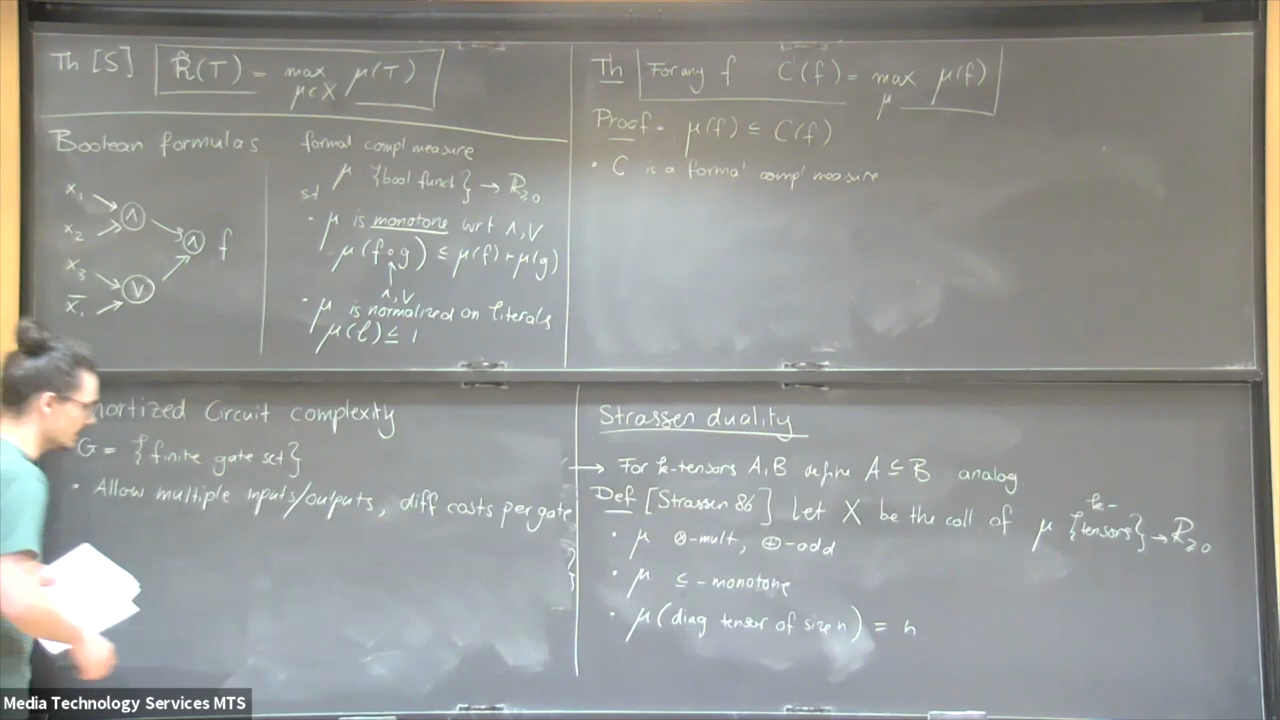 Th [S] R̃(T) = max μ(T)
μ∈X
Boolean formulas
x₁
x₂
x₃
x̄₁
∧
∨
∧ f
formal compl measure
μ {bool funct} → ℝ≥0
st
• μ is monotone wrt ∧,∨
μ(f∘g) ≤ μ(f)+μ(g)
∧,∨
• μ is normalized on literals
μ(ℓ) ≤ 1
Th For any f C(f) = max μ(f)
μ
Proof • μ(f) ≤ C(f)
• C is a formal compl measure
mortized Circuit complexity
G = {finite gate set}
• Allow multiple inputs/outputs, diff costs per gate
Strassen duality
→ For k-tensors A,B define A ≤ B analog
Def [Strassen 86] Let X be the coll of μ {k-tensors} → ℝ≥0
• μ ⊗-mult, ⊕-add
• μ ≤-monotone
• μ(diag tensor of size n) = n
Media Technology Services MTS